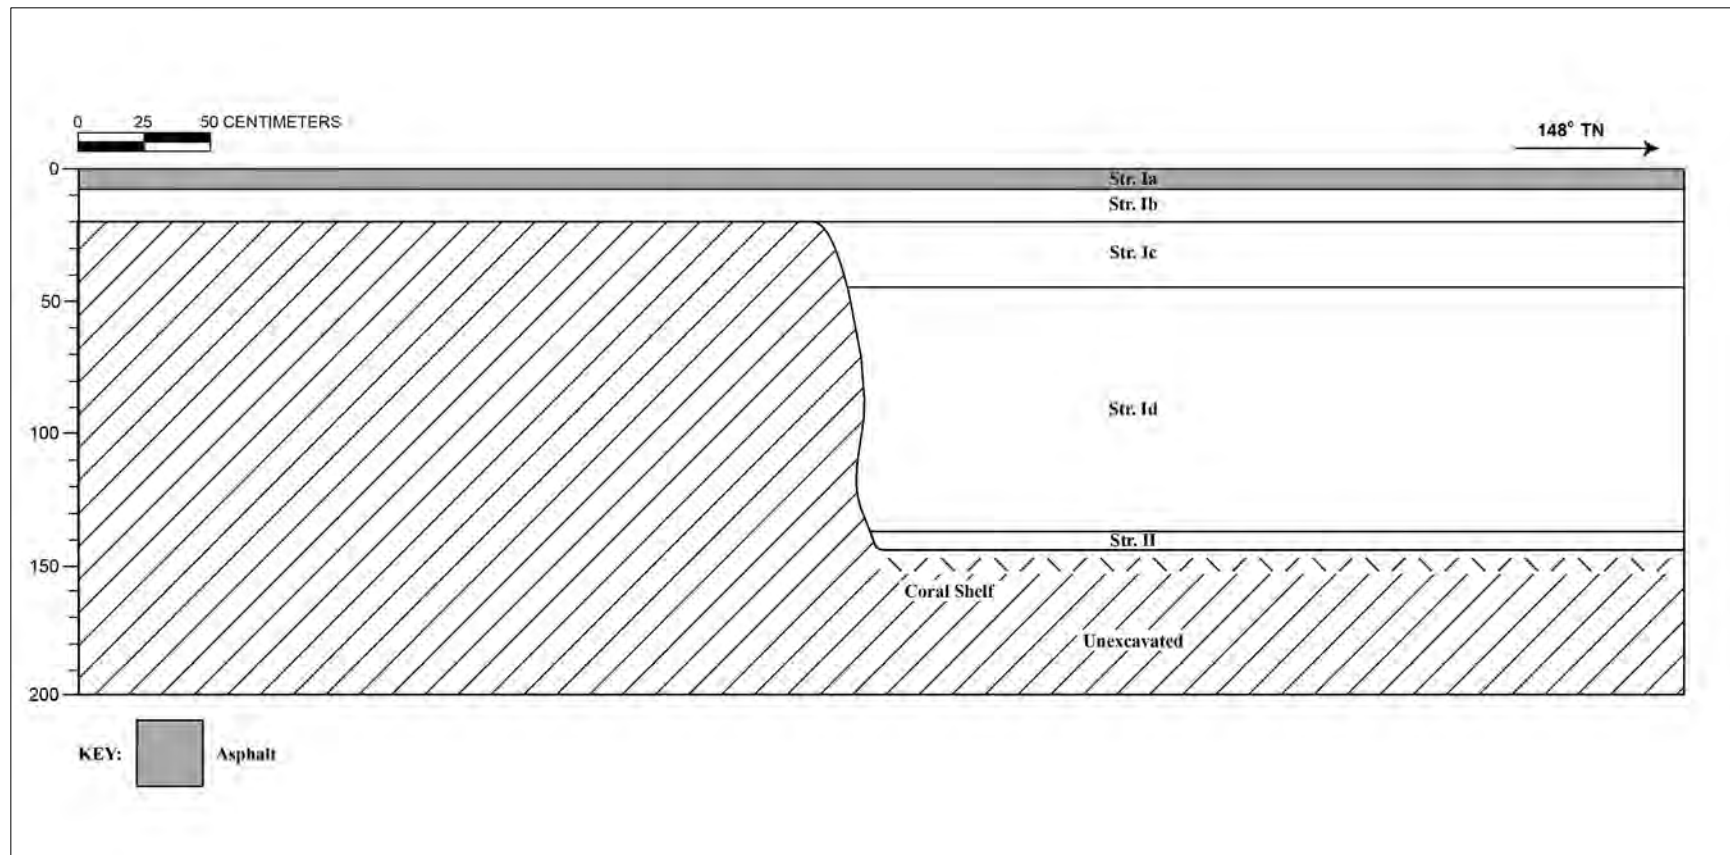 0 25 50 CENTIMETERS
148° TN
0
Str. Ia
Str. Ib
Str. Ic
50
Str. Id
100
Str. II
150
Coral Shelf
Unexcavated
200
KEY: Asphalt